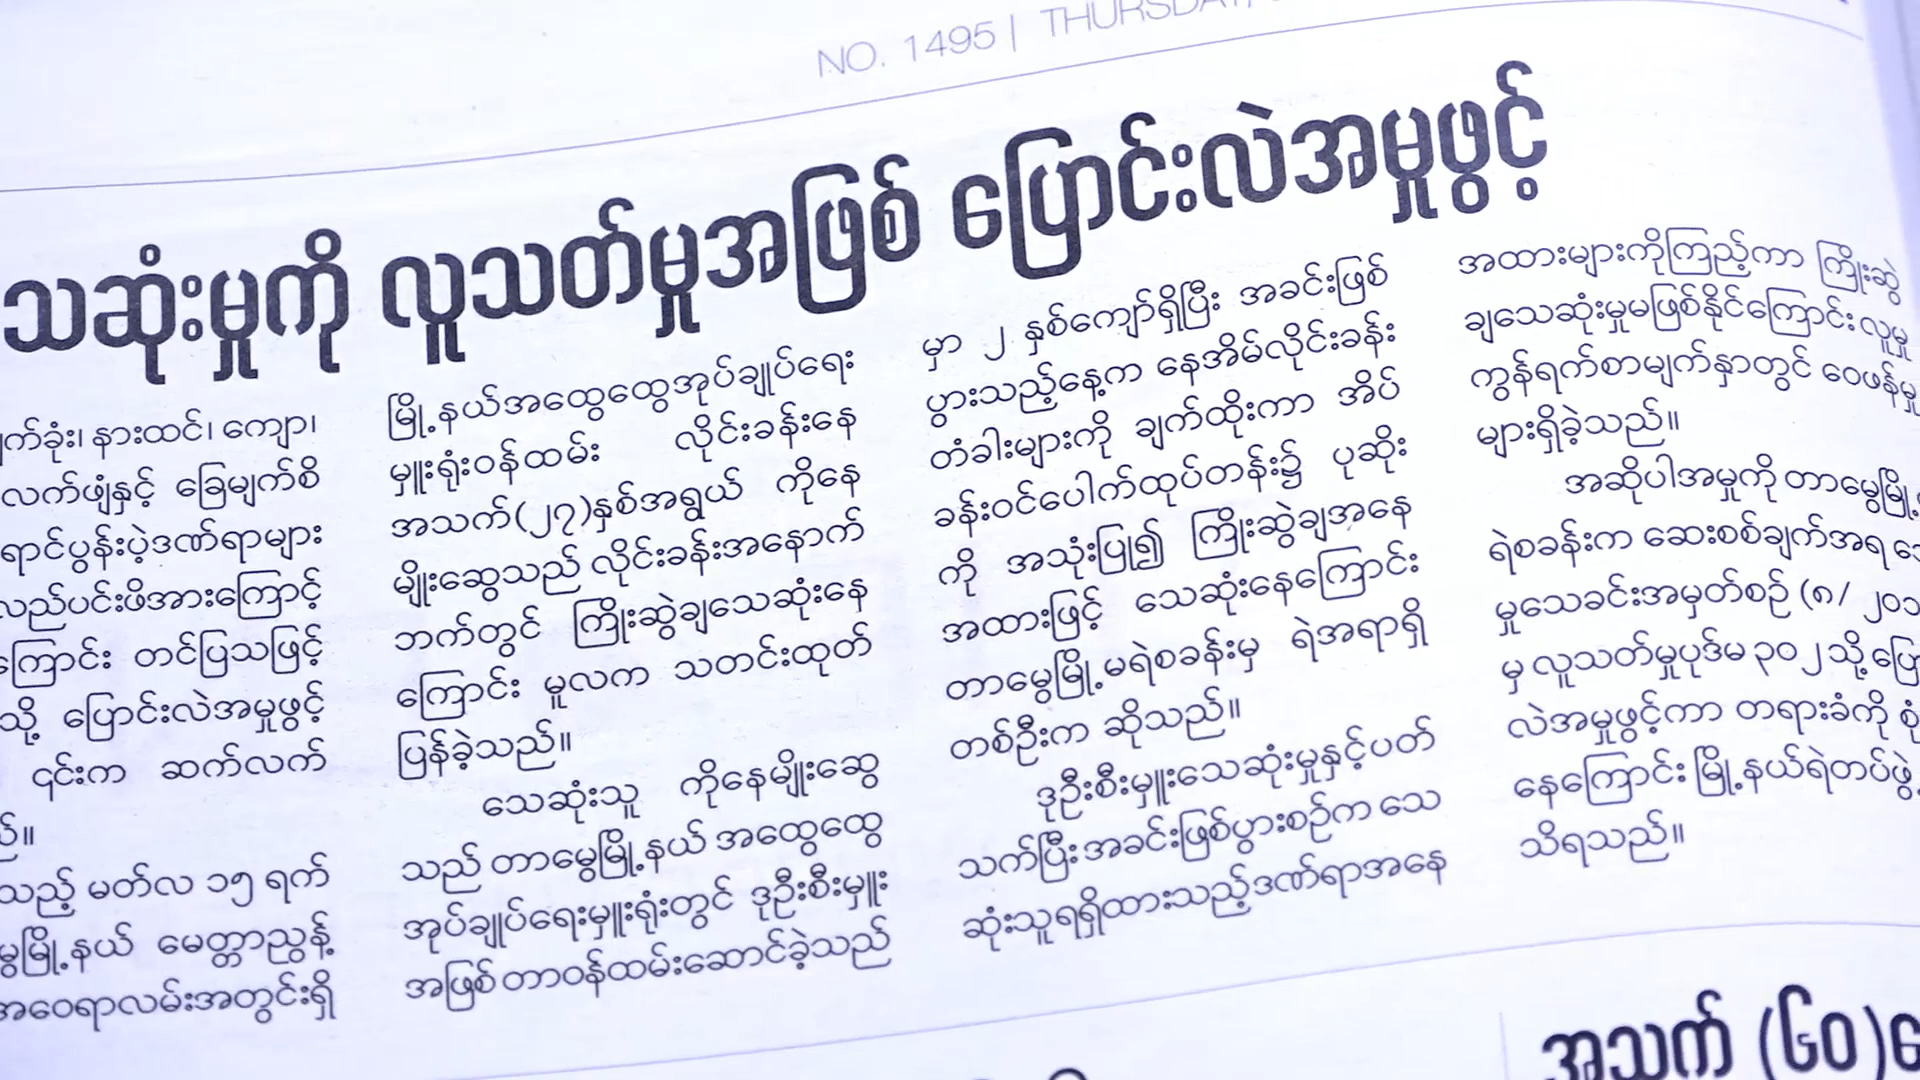 NO. 1495 | THURSDAY,
သဆုံးမှုကို လူသတ်မှုအဖြစ် ပြောင်းလဲအမှုဖွင့်
ျက်ခုံး၊ နားထင်၊ ကျော၊
လက်ဖျံနှင့် ခြေမျက်စိ
ရောင်ပွန်းပဲ့ဒဏ်ရာများ
လည်ပင်းဖိအားကြောင့်
ကြောင်း တင်ပြသဖြင့်
သို့ ပြောင်းလဲအမှုဖွင့်
၎င်းက ဆက်လက်
ည်။
သည့် မတ်လ ၁၅ ရက်
မွေမြို့နယ် မေတ္တာညွန့်
အဝေရာလမ်းအတွင်းရှိ
မြို့နယ်အထွေထွေအုပ်ချုပ်ရေး
မှူးရုံးဝန်ထမ်း လိုင်းခန်းနေ
အသက်(၂၇)နှစ်အရွယ် ကိုနေ
မျိုးဆွေသည် လိုင်းခန်းအနောက်
ဘက်တွင် ကြိုးဆွဲချသေဆုံးနေ
ကြောင်း မူလက သတင်းထုတ်
ပြန်ခဲ့သည်။
သေဆုံးသူ ကိုနေမျိုးဆွေ
သည် တာမွေမြို့နယ် အထွေထွေ
အုပ်ချုပ်ရေးမှူးရုံးတွင် ဒုဦးစီးမှူး
အဖြစ် တာဝန်ထမ်းဆောင်ခဲ့သည်
မှာ ၂ နှစ်ကျော်ရှိပြီး အခင်းဖြစ်
ပွားသည့်နေ့က နေအိမ်လိုင်းခန်း
တံခါးများကို ချက်ထိုးကာ အိပ်
ခန်းဝင်ပေါက်ထုပ်တန်း၌ ပုဆိုး
ကို အသုံးပြု၍ ကြိုးဆွဲချအနေ
အထားဖြင့် သေဆုံးနေကြောင်း
တာမွေမြို့မရဲစခန်းမှ ရဲအရာရှိ
တစ်ဦးက ဆိုသည်။
ဒုဦးစီးမှူးသေဆုံးမှုနှင့်ပတ်
သက်ပြီး အခင်းဖြစ်ပွားစဉ်က သေ
ဆုံးသူရရှိထားသည့်ဒဏ်ရာအနေ
အထားများကိုကြည့်ကာ ကြိုးဆွဲ
ချသေဆုံးမှုမဖြစ်နိုင်ကြောင်း လူမှု
ကွန်ရက်စာမျက်နှာတွင် ဝေဖန်မှု
များရှိခဲ့သည်။
အဆိုပါအမှုကို တာမွေမြို့
ရဲစခန်းက ဆေးစစ်ချက်အရ
မှုသေခင်းအမှတ်စဉ် (၈/ ၂၀၁
မှ လူသတ်မှုပုဒ်မ ၃၀၂သို့ ပြော
လဲအမှုဖွင့်ကာ တရားခံကို စုံ
နေကြောင်း မြို့နယ်ရဲတပ်ဖွဲ့
သိရသည်။
အသက် (၆၀)